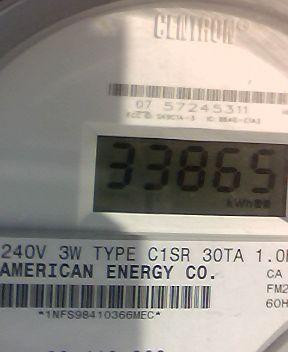 CENTRON®
07 57245311
33865
kWh
240V 3W TYPE C1SR 30TA 1.0
AMERICAN ENERGY CO.
CA
FM2
60H
*1NFS98410366MEC*